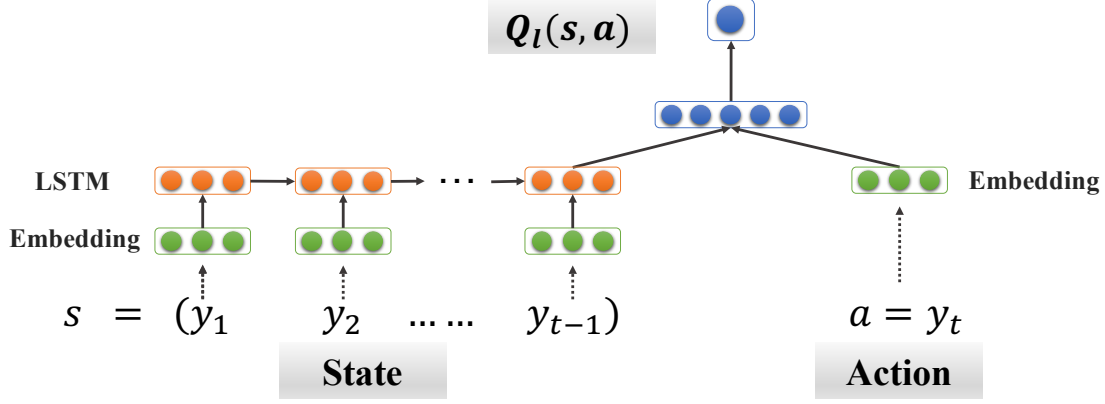 Q_l(s, a)
LSTM
Embedding
Embedding
s = (y_1 y_2 …… y_{t−1}) a = y_t
State Action